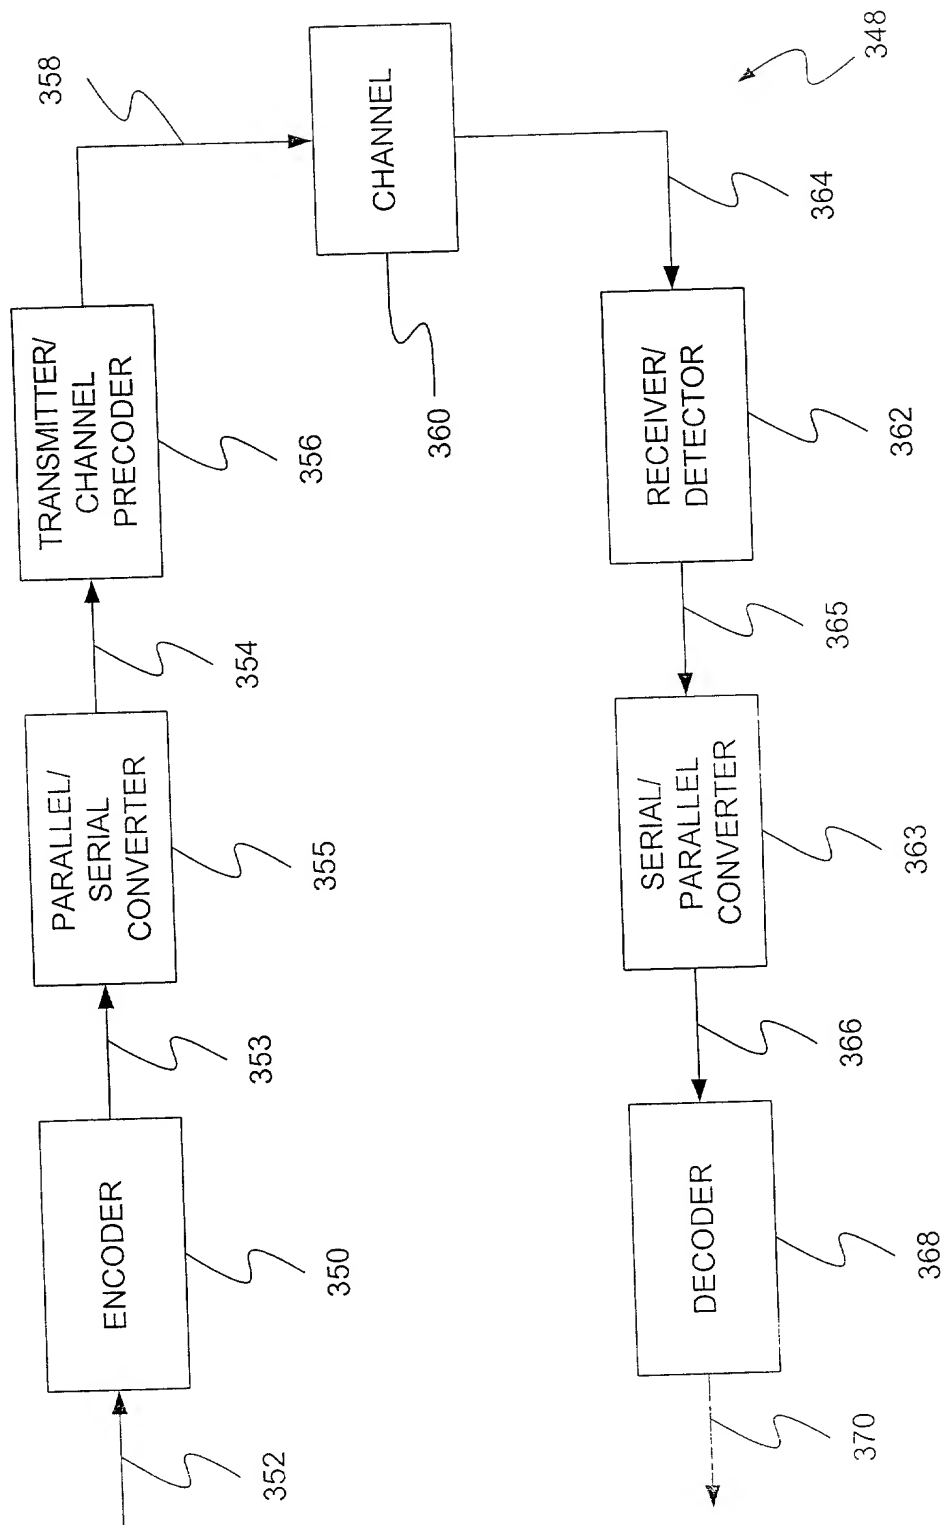 352
ENCODER
350
353
PARALLEL/
SERIAL
CONVERTER
355
354
TRANSMITTER/
CHANNEL
PRECODER
356
358
CHANNEL
360
348
364
RECEIVER/
DETECTOR
362
365
SERIAL/
PARALLEL
CONVERTER
363
366
DECODER
368
370